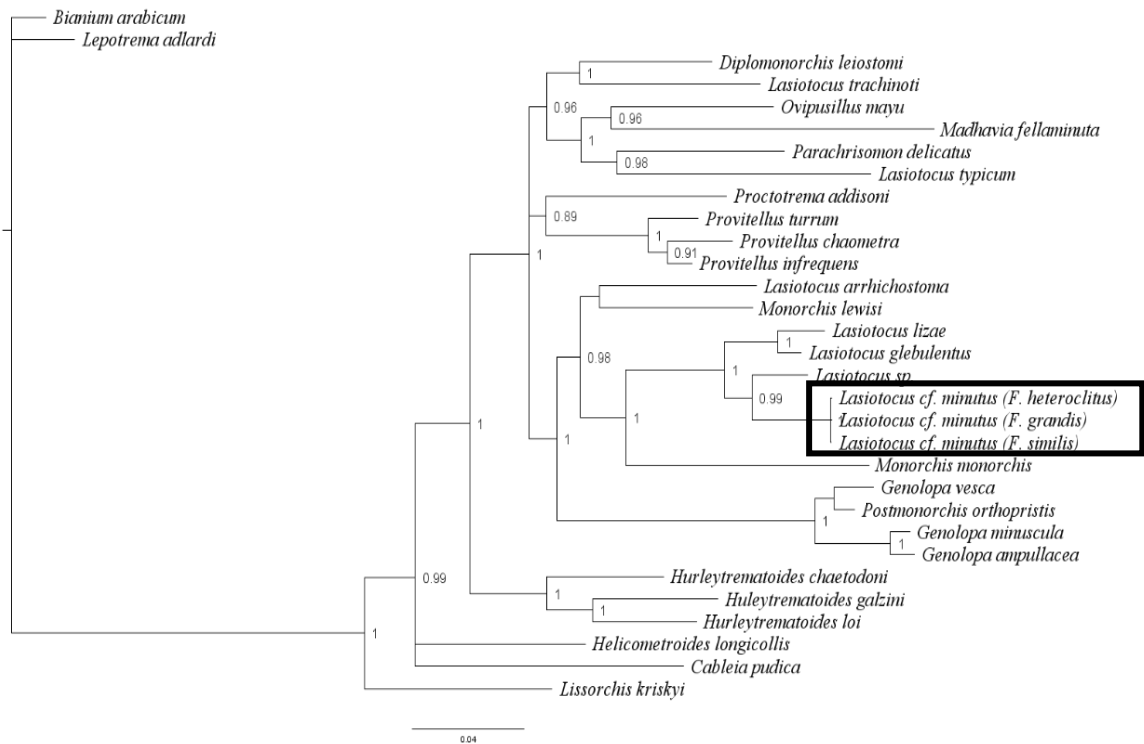 Bianium arabicum
Lepotrema adlardi
Diplomonorchis leiostomi
1
Lasiotocus trachinoti
0.96
Ovipusillus mayu
0.96
Madhavia fellaminuta
1
Parachrisomon delicatus
0.98
Lasiotocus typicum
Proctotrema addisoni
0.89
Provitellus turrum
1
Provitellus chaometra
0.91
Provitellus infrequens
1
Lasiotocus arrhichostoma
Monorchis lewisi
0.98
Lasiotocus lizae
1
Lasiotocus glebulentus
1
Lasiotocus sp
0.99
Lasiotocus cf. minutus (F. heteroclitus)
Lasiotocus cf. minutus (F. grandis)
Lasiotocus cf. minutus (F. similis)
1
1
Monorchis monorchis
1
Genolopa vesca
Postmonorchis orthopristis
1
Genolopa minuscula
1
Genolopa ampullacea
0.99
Hurleytrematoides chaetodoni
1
Huleytrematoides galzini
1
Hurleytrematoides loi
1
Helicometroides longicollis
Cableia pudica
Lissorchis kriskyi
0.04